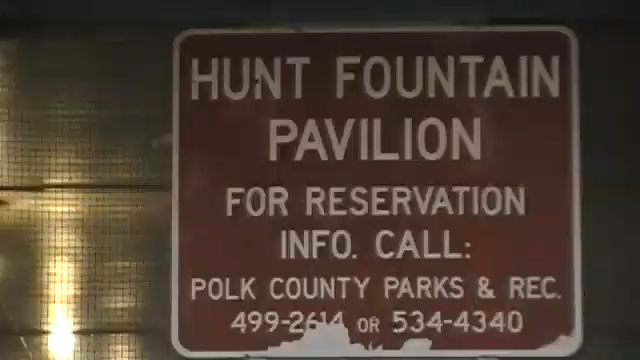 HUNT FOUNTAIN
PAVILION
FOR RESERVATION
INFO. CALL:
POLK COUNTY PARKS & REC.
499-2614 OR 534-4340